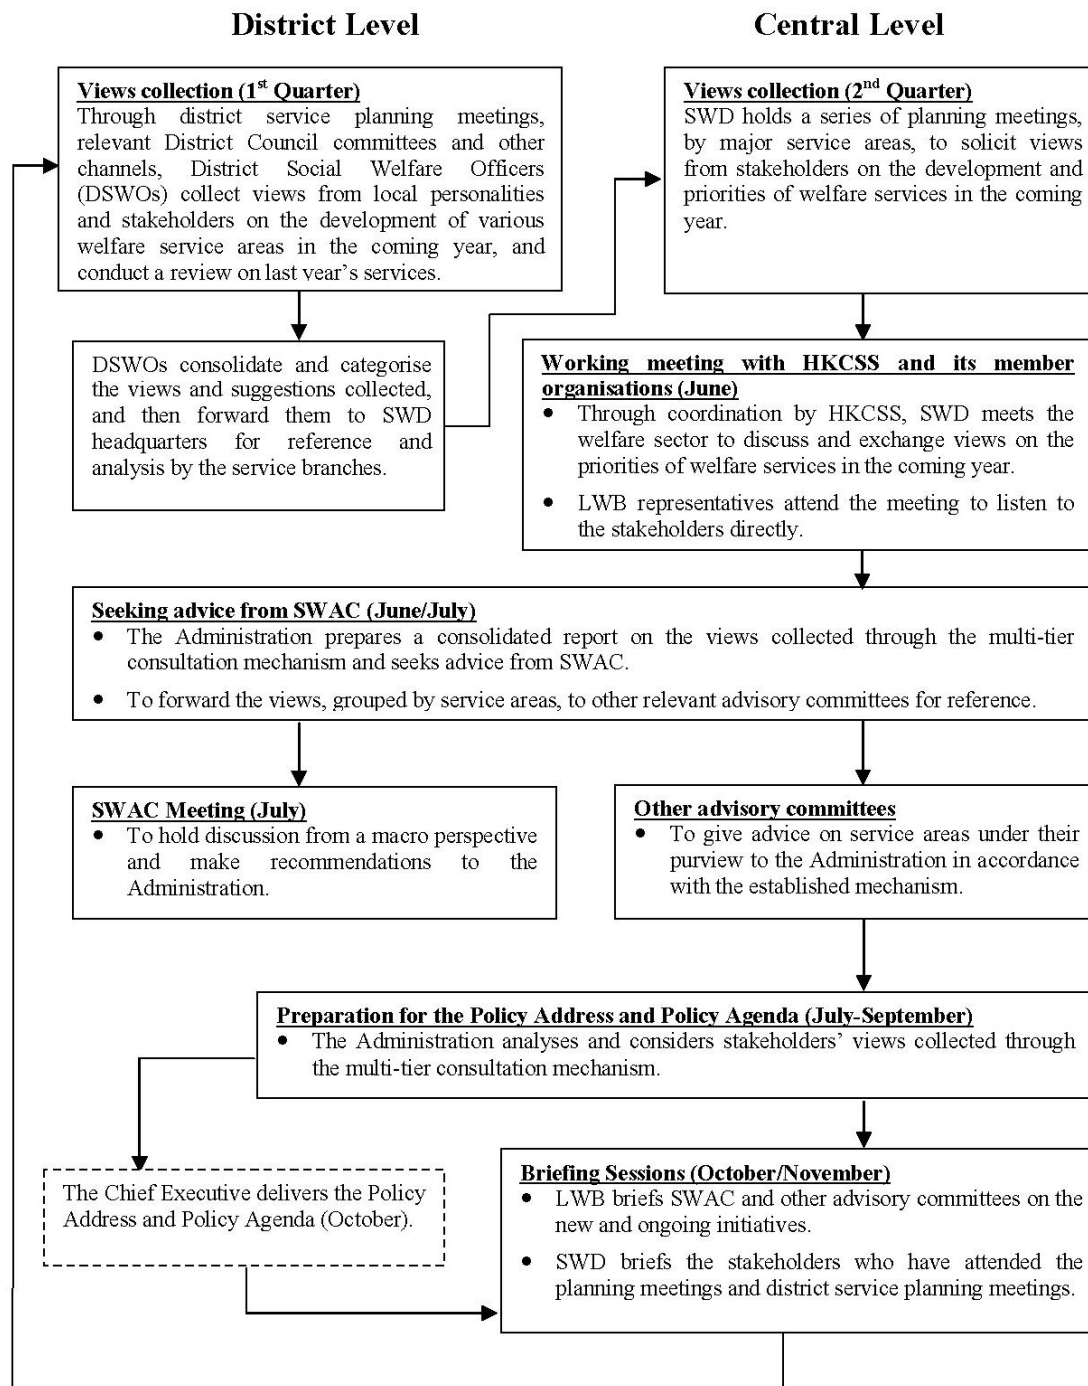 District Level
Central Level
Views collection (1st Quarter)
Through district service planning meetings,
relevant District Council committees and other
channels, District Social Welfare Officers
(DSWOs) collect views from local personalities
and stakeholders on the development of various
welfare service areas in the coming year, and
conduct a review on last year's services.
Views collection (2nd Quarter)
SWD holds a series of planning meetings,
by major service areas, to solicit views
from stakeholders on the development and
priorities of welfare services in the coming
year.
DSWOs consolidate and categorise
the views and suggestions collected,
and then forward them to SWD
headquarters for reference and
analysis by the service branches.
Working meeting with HKCSS and its member
organisations (June)
• Through coordination by HKCSS, SWD meets the
welfare sector to discuss and exchange views on the
priorities of welfare services in the coming year.
• LWB representatives attend the meeting to listen to
the stakeholders directly.
Seeking advice from SWAC (June/July)
• The Administration prepares a consolidated report on the views collected through the multi-tier
consultation mechanism and seeks advice from SWAC.
• To forward the views, grouped by service areas, to other relevant advisory committees for reference.
SWAC Meeting (July)
• To hold discussion from a macro perspective
and make recommendations to the
Administration.
Other advisory committees
• To give advice on service areas under their
purview to the Administration in accordance
with the established mechanism.
Preparation for the Policy Address and Policy Agenda (July-September)
• The Administration analyses and considers stakeholders' views collected through
the multi-tier consultation mechanism.
The Chief Executive delivers the Policy
Address and Policy Agenda (October).
Briefing Sessions (October/November)
• LWB briefs SWAC and other advisory committees on the
new and ongoing initiatives.
• SWD briefs the stakeholders who have attended the
planning meetings and district service planning meetings.